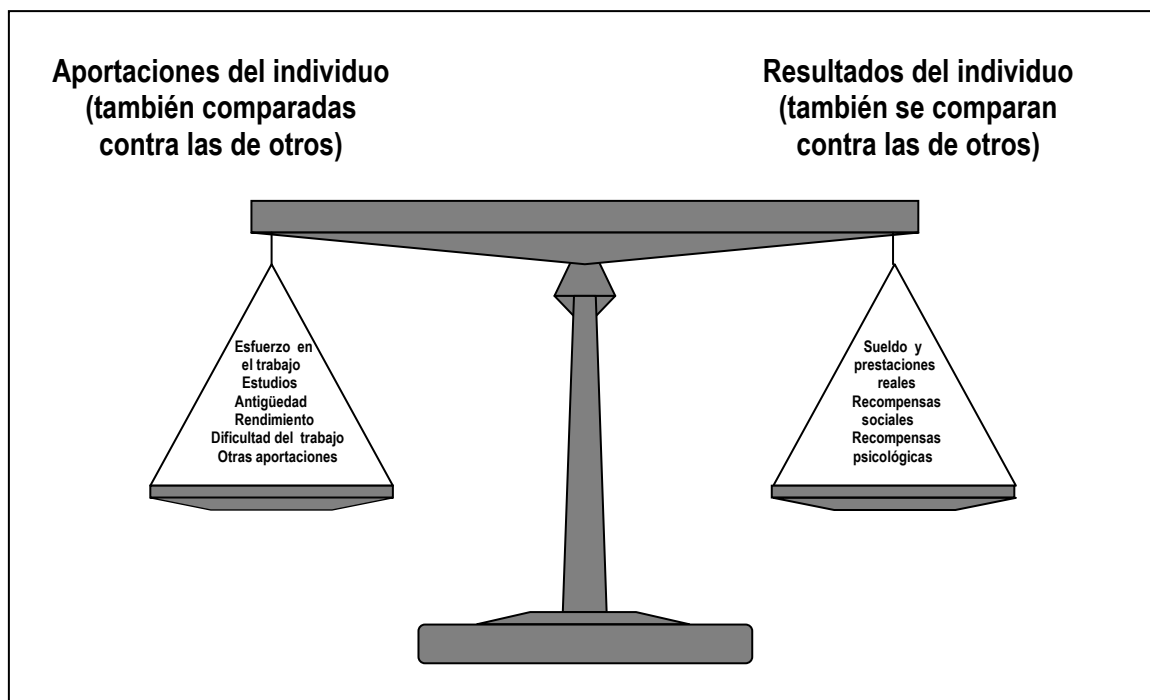 Aportaciones del individuo
(también comparadas
contra las de otros)
Resultados del individuo
(también se comparan
contra las de otros)
Esfuerzo en
el trabajo
Estudios
Antigüedad
Rendimiento
Dificultad del trabajo
Otras aportaciones
Sueldo y
prestaciones
reales
Recompensas
sociales
Recompensas
psicológicas